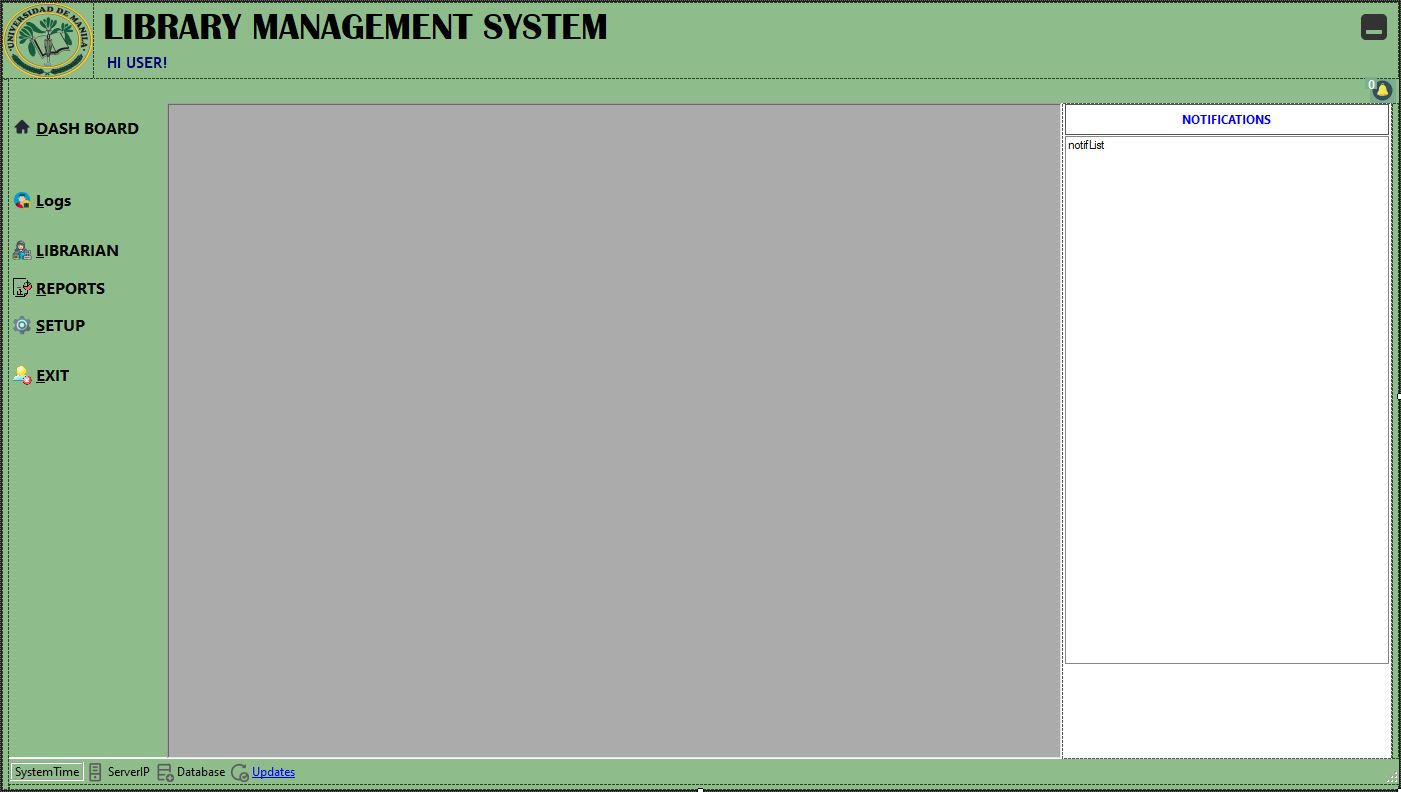 UNIVERSIDAD DE MANILA
LIBRARY MANAGEMENT SYSTEM
HI USER!
0
DASH BOARD
Logs
LIBRARIAN
REPORTS
SETUP
EXIT
NOTIFICATIONS
notifList
SystemTime ServerIP Database Updates